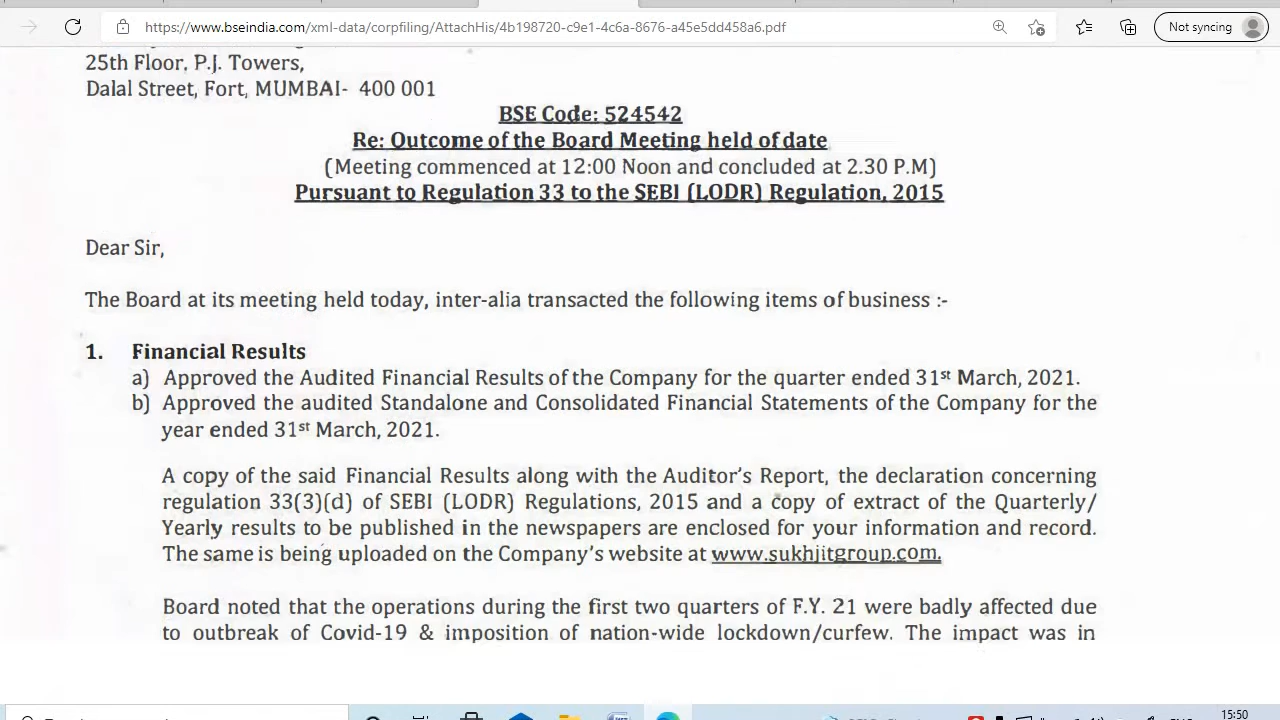 https://www.bseindia.com/xml-data/corpfiling/AttachHis/4b198720-c9e1-4c6a-8676-a45e5dd458a6.pdf
Not syncing
25th Floor, P.J. Towers,
Dalal Street, Fort, MUMBAI- 400 001
BSE Code: 524542
Re: Outcome of the Board Meeting held of date
(Meeting commenced at 12:00 Noon and concluded at 2.30 P.M)
Pursuant to Regulation 33 to the SEBI (LODR) Regulation, 2015
Dear Sir,
The Board at its meeting held today, inter-alia transacted the following items of business :-
1. Financial Results
a) Approved the Audited Financial Results of the Company for the quarter ended 31st March, 2021.
b) Approved the audited Standalone and Consolidated Financial Statements of the Company for the
year ended 31st March, 2021.
A copy of the said Financial Results along with the Auditor's Report, the declaration concerning
regulation 33(3)(d) of SEBI (LODR) Regulations, 2015 and a copy of extract of the Quarterly/
Yearly results to be published in the newspapers are enclosed for your information and record.
The same is being uploaded on the Company's website at www.sukhjitgroup.com.
Board noted that the operations during the first two quarters of F.Y. 21 were badly affected due
to outbreak of Covid-19 & imposition of nation-wide lockdown/curfew. The impact was in
15:50